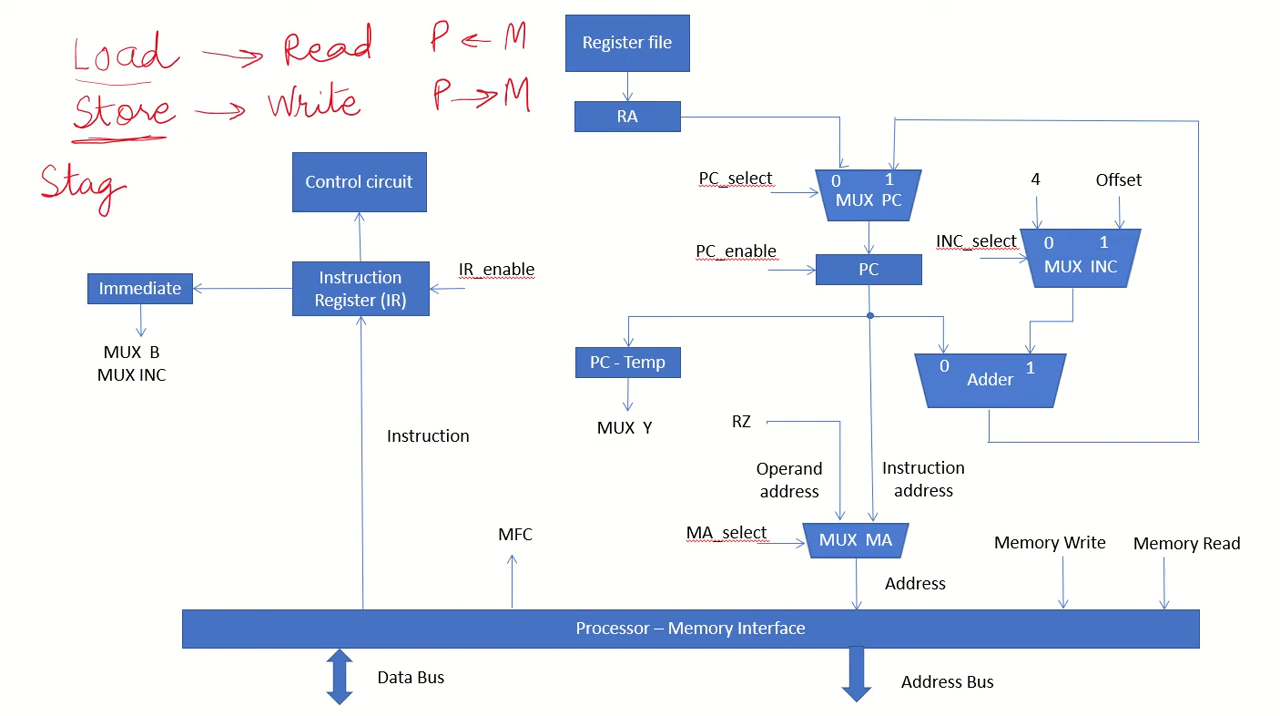 Load → Read P ← M
Store → Write P → M
Stag
Register file
RA
Control circuit
PC_select
0 1
MUX PC
4
Offset
INC_select
0 1
MUX INC
PC_enable
PC
Instruction
Register (IR)
IR_enable
Immediate
MUX B
MUX INC
PC - Temp
MUX Y
0 1
Adder
RZ
Instruction
Operand
address
Instruction
address
MFC
MA_select
MUX MA
Memory Write
Memory Read
Address
Processor – Memory Interface
Data Bus
Address Bus